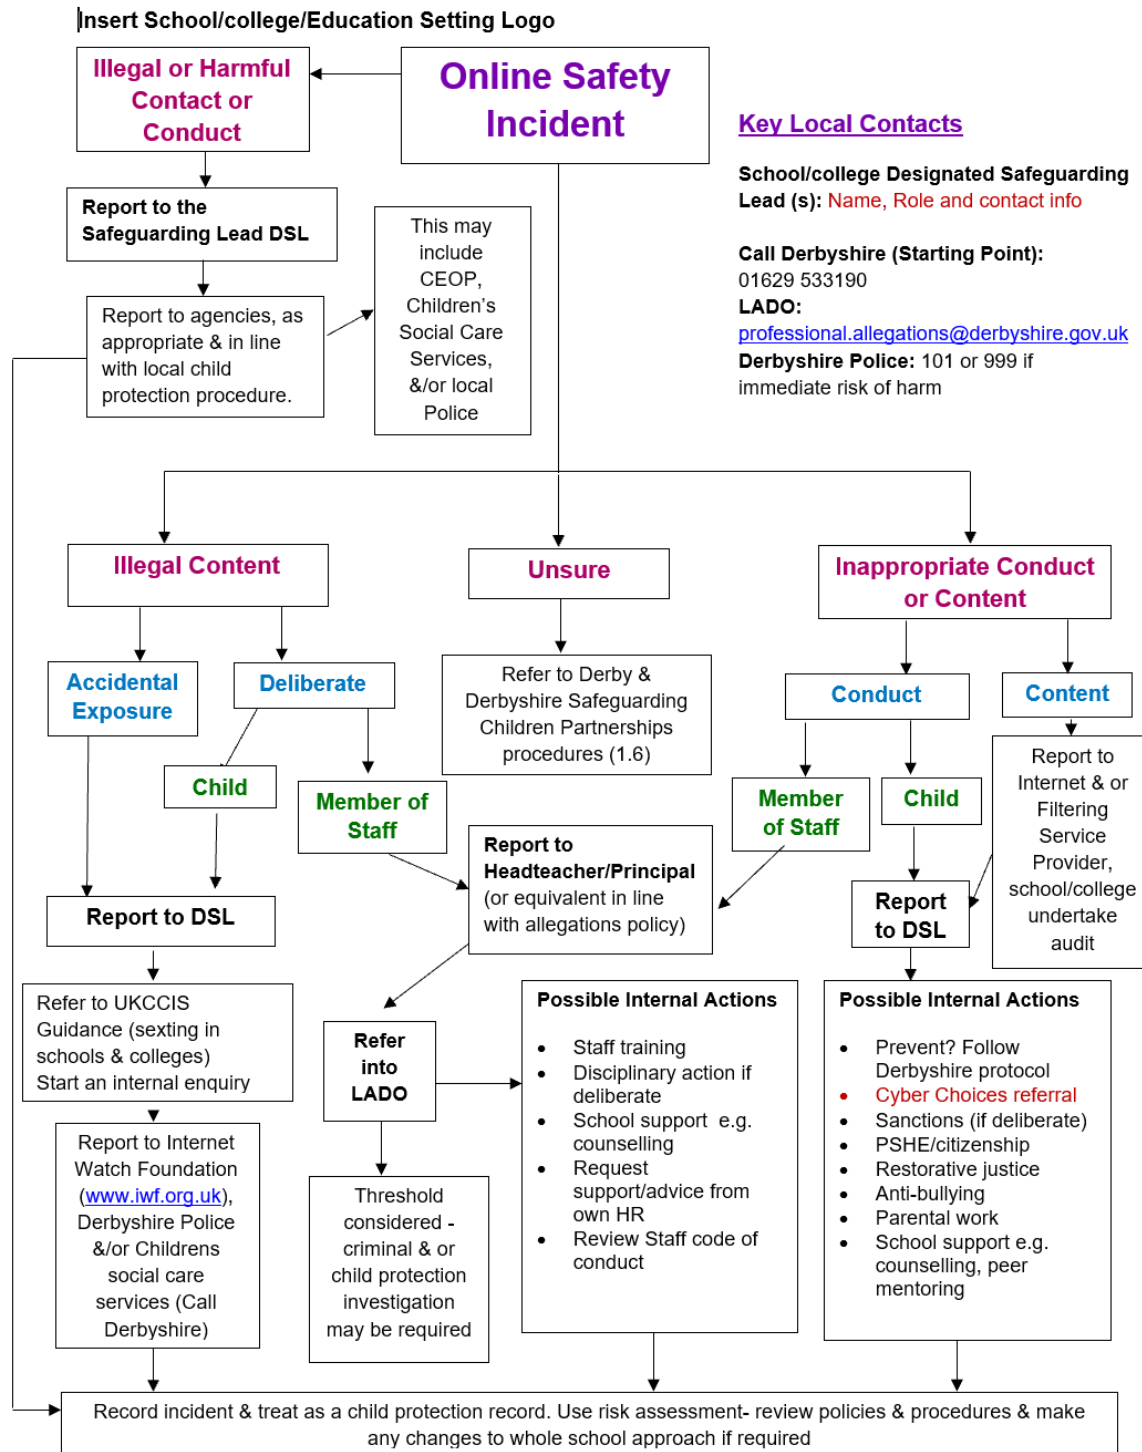 Insert School/college/Education Setting Logo
Illegal or Harmful
Contact or
Conduct
Online Safety
Incident
Key Local Contacts
School/college Designated Safeguarding
Lead (s): Name, Role and contact info
Call Derbyshire (Starting Point):
01629 533190
LADO:
professional.allegations@derbyshire.gov.uk
Derbyshire Police: 101 or 999 if
immediate risk of harm
Report to the
Safeguarding Lead DSL
This may
include
CEOP,
Children’s
Social Care
Services,
&/or local
Police
Report to agencies, as
appropriate & in line
with local child
protection procedure.
Illegal Content
Unsure
Inappropriate Conduct
or Content
Accidental
Exposure
Deliberate
Refer to Derby &
Derbyshire Safeguarding
Children Partnerships
procedures (1.6)
Conduct
Content
Child
Member of
Staff
Member
of Staff
Child
Report to
Internet & or
Filtering
Service
Provider,
school/college
undertake
audit
Report to
Headteacher/Principal
(or equivalent in line
with allegations policy)
Report to DSL
Report
to DSL
Refer to UKCCIS
Guidance (sexting in
schools & colleges)
Start an internal enquiry
Refer
into
LADO
Possible Internal Actions
• Staff training
• Disciplinary action if
deliberate
• School support e.g.
counselling
• Request
support/advice from
own HR
• Review Staff code of
conduct
Possible Internal Actions
• Prevent? Follow
Derbyshire protocol
• Cyber Choices referral
• Sanctions (if deliberate)
• PSHE/citizenship
• Restorative justice
• Anti-bullying
• Parental work
• School support e.g.
counselling, peer
mentoring
Report to Internet
Watch Foundation
(www.iwf.org.uk),
Derbyshire Police
&/or Childrens
social care
services (Call
Derbyshire)
Threshold
considered -
criminal & or
child protection
investigation
may be required
Record incident & treat as a child protection record. Use risk assessment- review policies & procedures & make
any changes to whole school approach if required